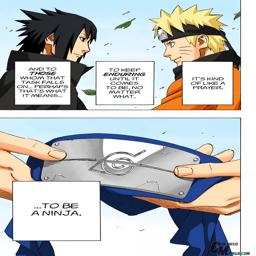 AND TO
THOSE
WHOM THAT
TASK FALLS
ON... PERHAPS
THAT'S WHAT
IT MEANS...
TO KEEP
ENDURING
UNTIL IT
COMES
TO BE, NO
MATTER
WHAT.
IT'S KIND
OF LIKE A
PRAYER.
...TO BE
A NINJA.